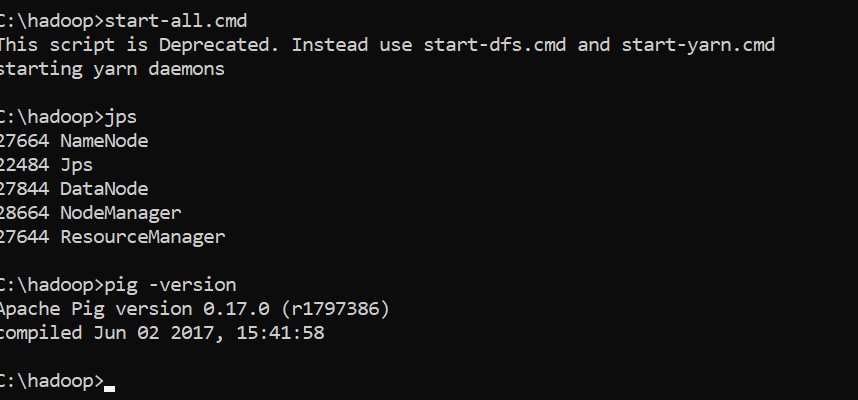 C:\hadoop>start-all.cmd
This script is Deprecated. Instead use start-dfs.cmd and start-yarn.cmd
starting yarn daemons
C:\hadoop>jps
27664 NameNode
22484 Jps
27844 DataNode
28664 NodeManager
27644 ResourceManager
C:\hadoop>pig -version
Apache Pig version 0.17.0 (r1797386)
compiled Jun 02 2017, 15:41:58
C:\hadoop>